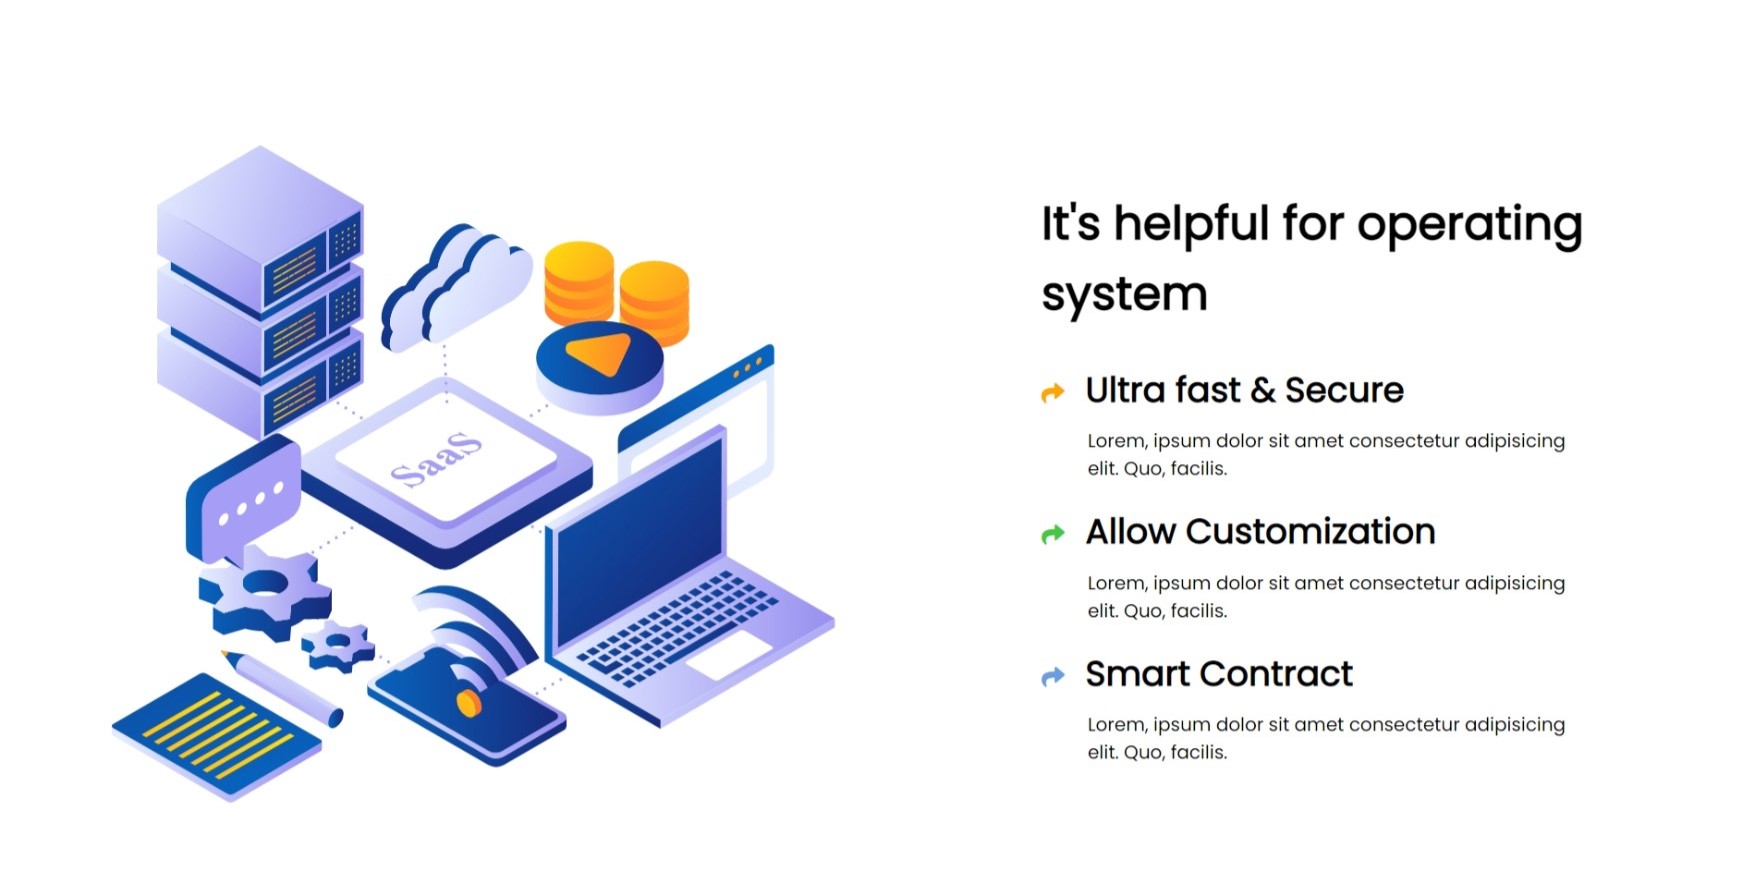 SaaS
It's helpful for operating
system
Ultra fast & Secure
Lorem, ipsum dolor sit amet consectetur adipisicing
elit. Quo, facilis.
Allow Customization
Lorem, ipsum dolor sit amet consectetur adipisicing
elit. Quo, facilis.
Smart Contract
Lorem, ipsum dolor sit amet consectetur adipisicing
elit. Quo, facilis.